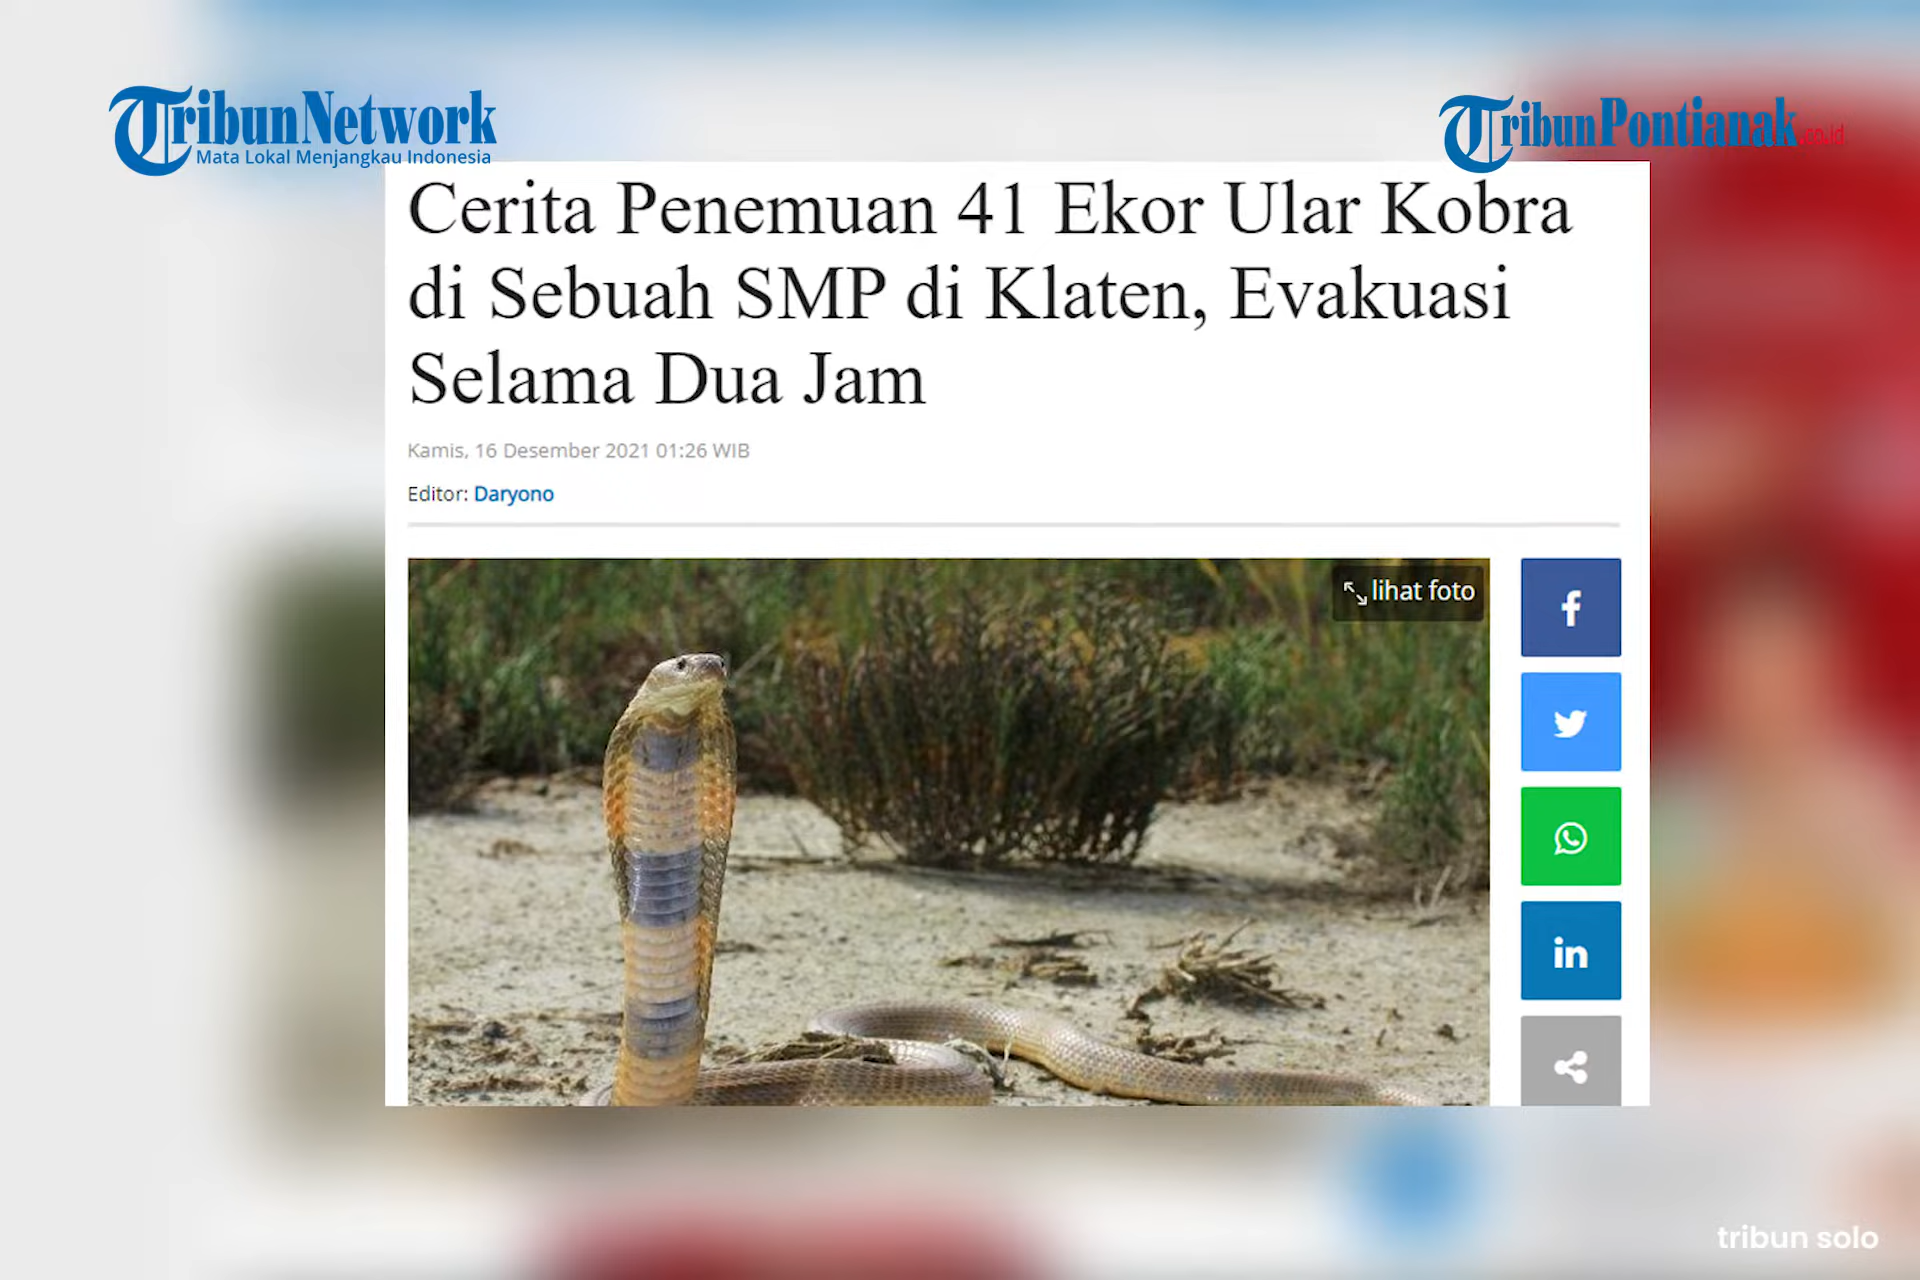 TribunNetwork
Mata Lokal Menjangkau Indonesia
TribunPontianak.co.id
Cerita Penemuan 41 Ekor Ular Kobra
di Sebuah SMP di Klaten, Evakuasi
Selama Dua Jam
Kamis, 16 Desember 2021 01:26 WIB
Editor: Daryono
lihat foto
f
in
tribun solo